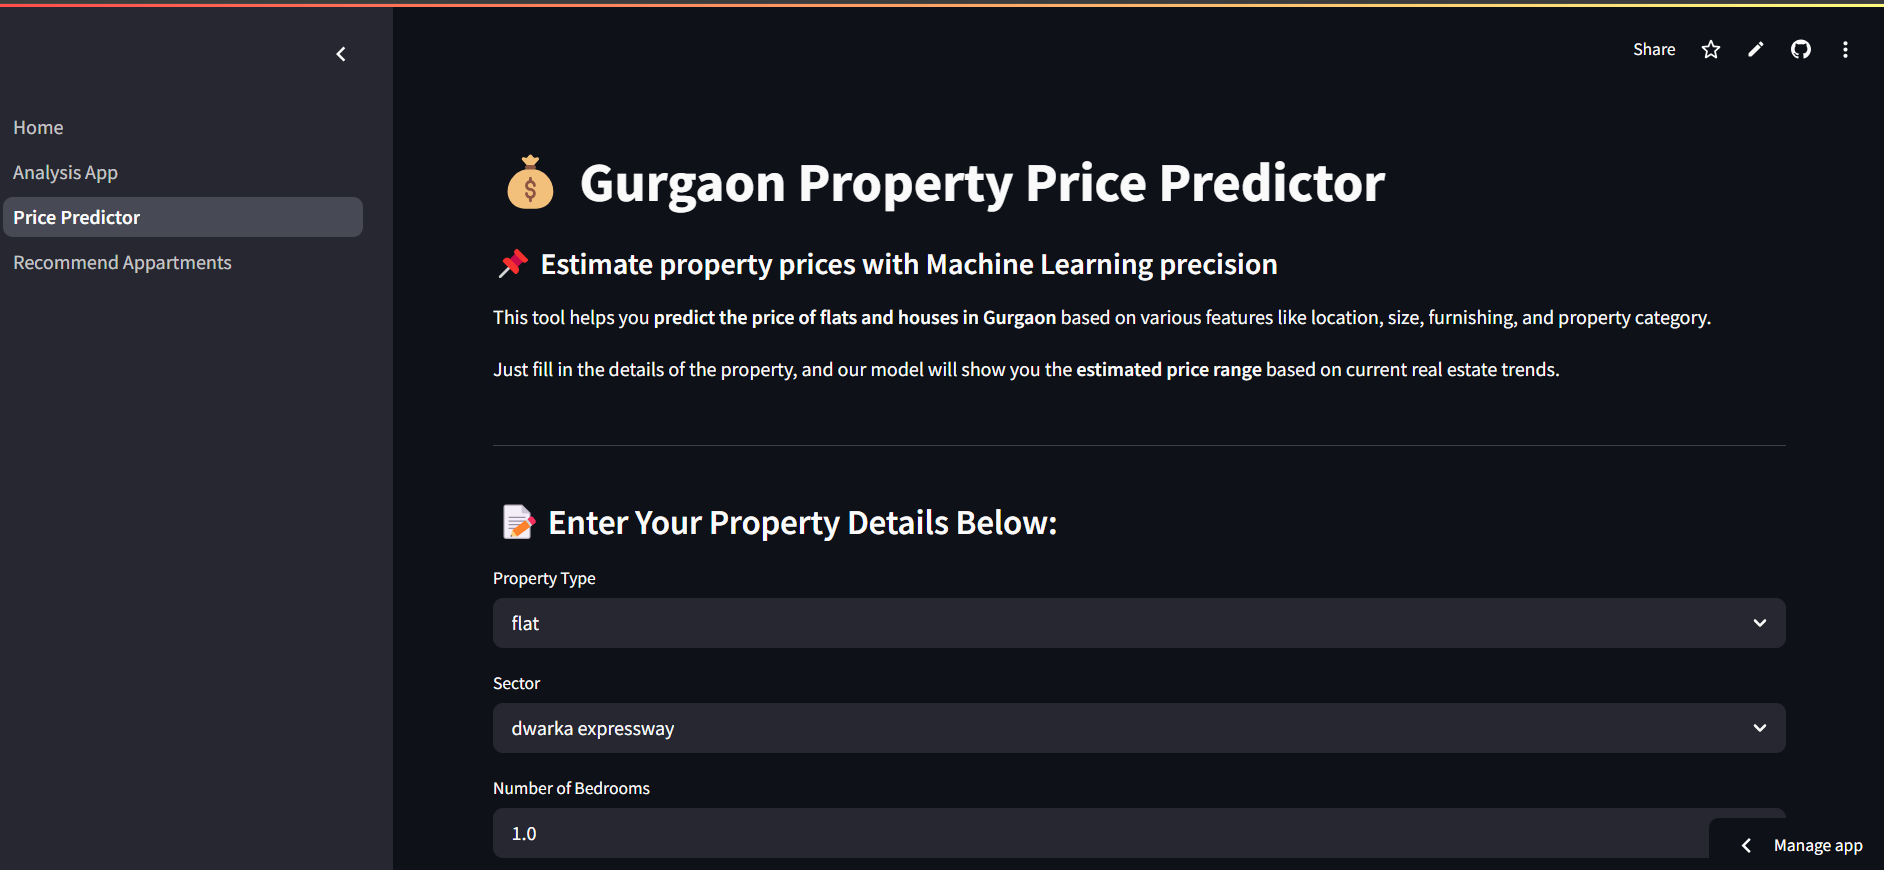 Share
Home
Analysis App
Price Predictor
Recommend Appartments
Gurgaon Property Price Predictor
Estimate property prices with Machine Learning precision
This tool helps you predict the price of flats and houses in Gurgaon based on various features like location, size, furnishing, and property category.
Just fill in the details of the property, and our model will show you the estimated price range based on current real estate trends.
Enter Your Property Details Below:
Property Type
flat
Sector
dwarka expressway
Number of Bedrooms
1.0
Manage app